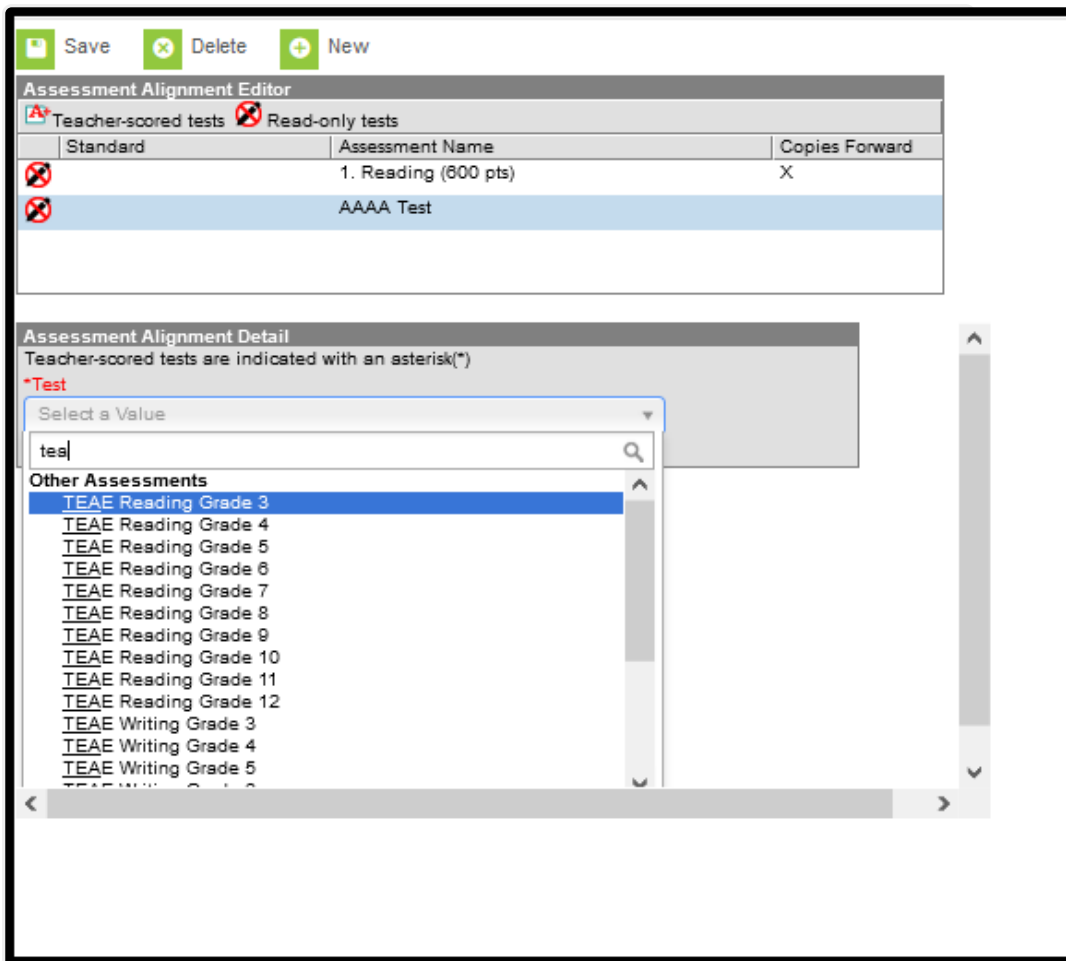 Save Delete New
Assessment Alignment Editor
A+ Teacher-scored tests Read-only tests
Standard Assessment Name Copies Forward
1. Reading (600 pts) X
AAAA Test
Assessment Alignment Detail
Teacher-scored tests are indicated with an asterisk(*)
*Test
Select a Value
tea
Other Assessments
TEAE Reading Grade 3
TEAE Reading Grade 4
TEAE Reading Grade 5
TEAE Reading Grade 6
TEAE Reading Grade 7
TEAE Reading Grade 8
TEAE Reading Grade 9
TEAE Reading Grade 10
TEAE Reading Grade 11
TEAE Reading Grade 12
TEAE Writing Grade 3
TEAE Writing Grade 4
TEAE Writing Grade 5